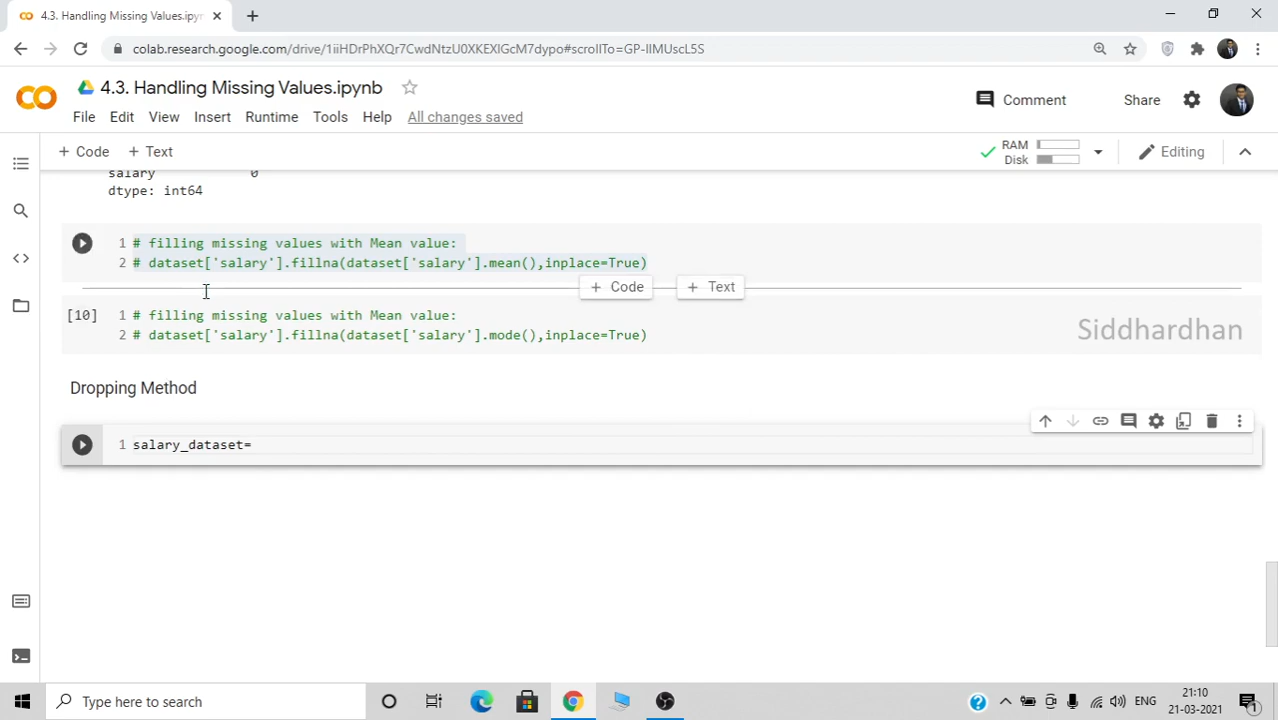 4.3. Handling Missing Values.ipynb
colab.research.google.com/drive/1iiHDrPhXQr7CwdNtzU0XKEXlGcM7dypo#scrollTo=GP-IIMUscL5S
4.3. Handling Missing Values.ipynb
Comment
Share
File Edit View Insert Runtime Tools Help All changes saved
+ Code + Text
RAM
Disk
Editing
salary 0
dtype: int64
1 # filling missing values with Mean value:
2 # dataset['salary'].fillna(dataset['salary'].mean(),inplace=True)
+ Code + Text
[10] 1 # filling missing values with Mean value:
2 # dataset['salary'].fillna(dataset['salary'].mode(),inplace=True)
Siddhardhan
Dropping Method
1 salary_dataset=
Type here to search
ENG
21:10
21-03-2021
1